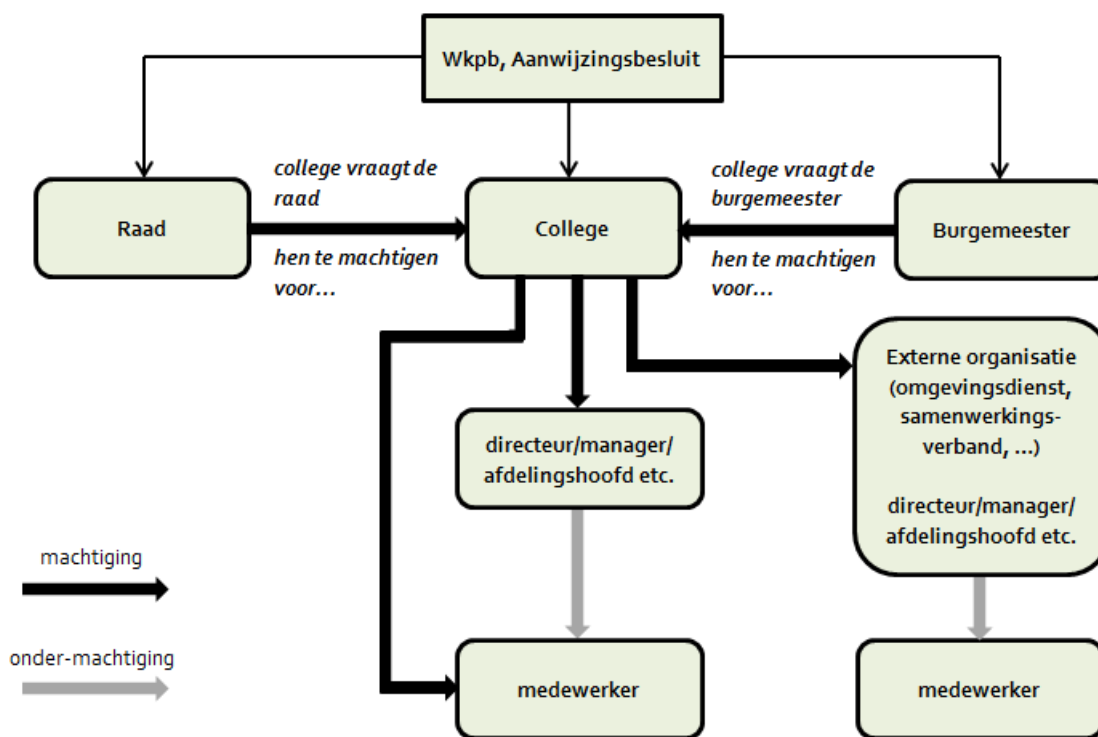 Wkpb, Aanwijzingsbesluit
college vraagt de
raad
college vraagt de
burgemeester
Raad
College
Burgemeester
hen te machtigen
voor...
hen te machtigen
voor...
Externe organisatie
(omgevingsdienst,
samenwerkings-
verband, ...)
directeur/manager/
afdelingshoofd etc.
directeur/manager/
afdelingshoofd etc.
machtiging
onder-machtiging
medewerker
medewerker